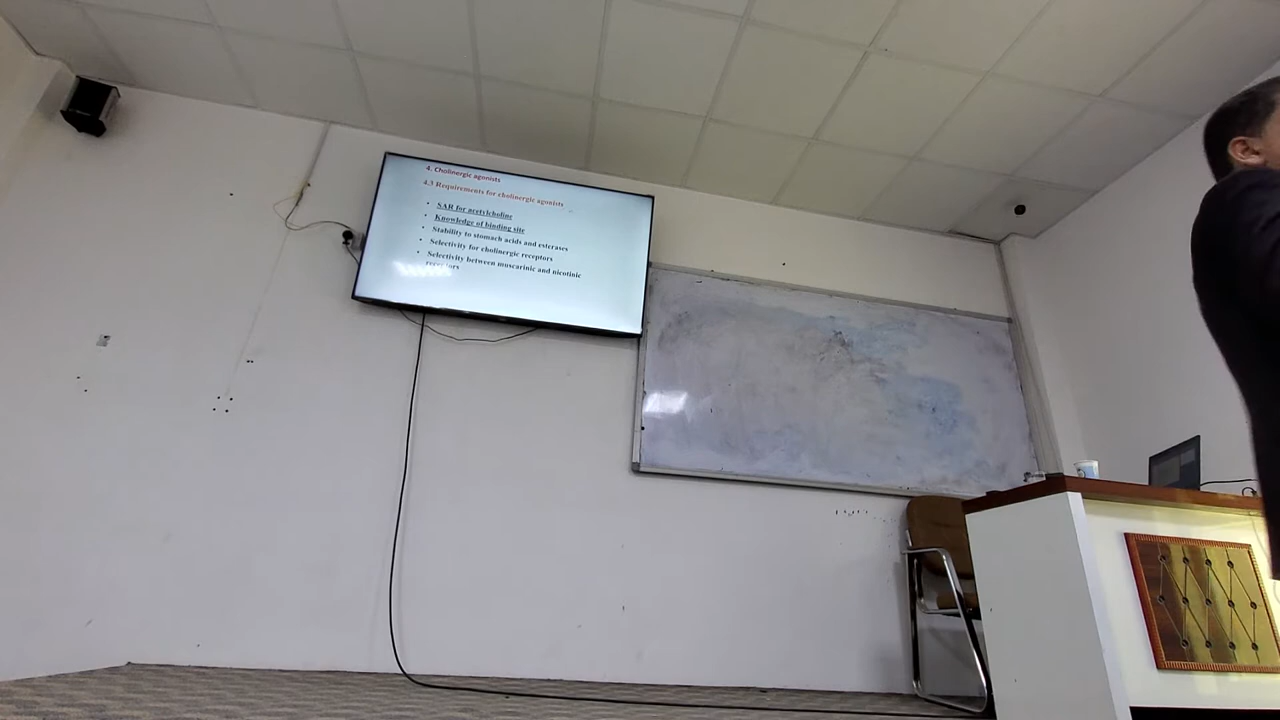 4. Cholinergic agonists
4.3 Requirements for cholinergic agonists
• SAR for acetylcholine
• Knowledge of binding site
• Stability to stomach acids and esterases
• Selectivity for cholinergic receptors
• Selectivity between muscarinic and nicotinic
receptors